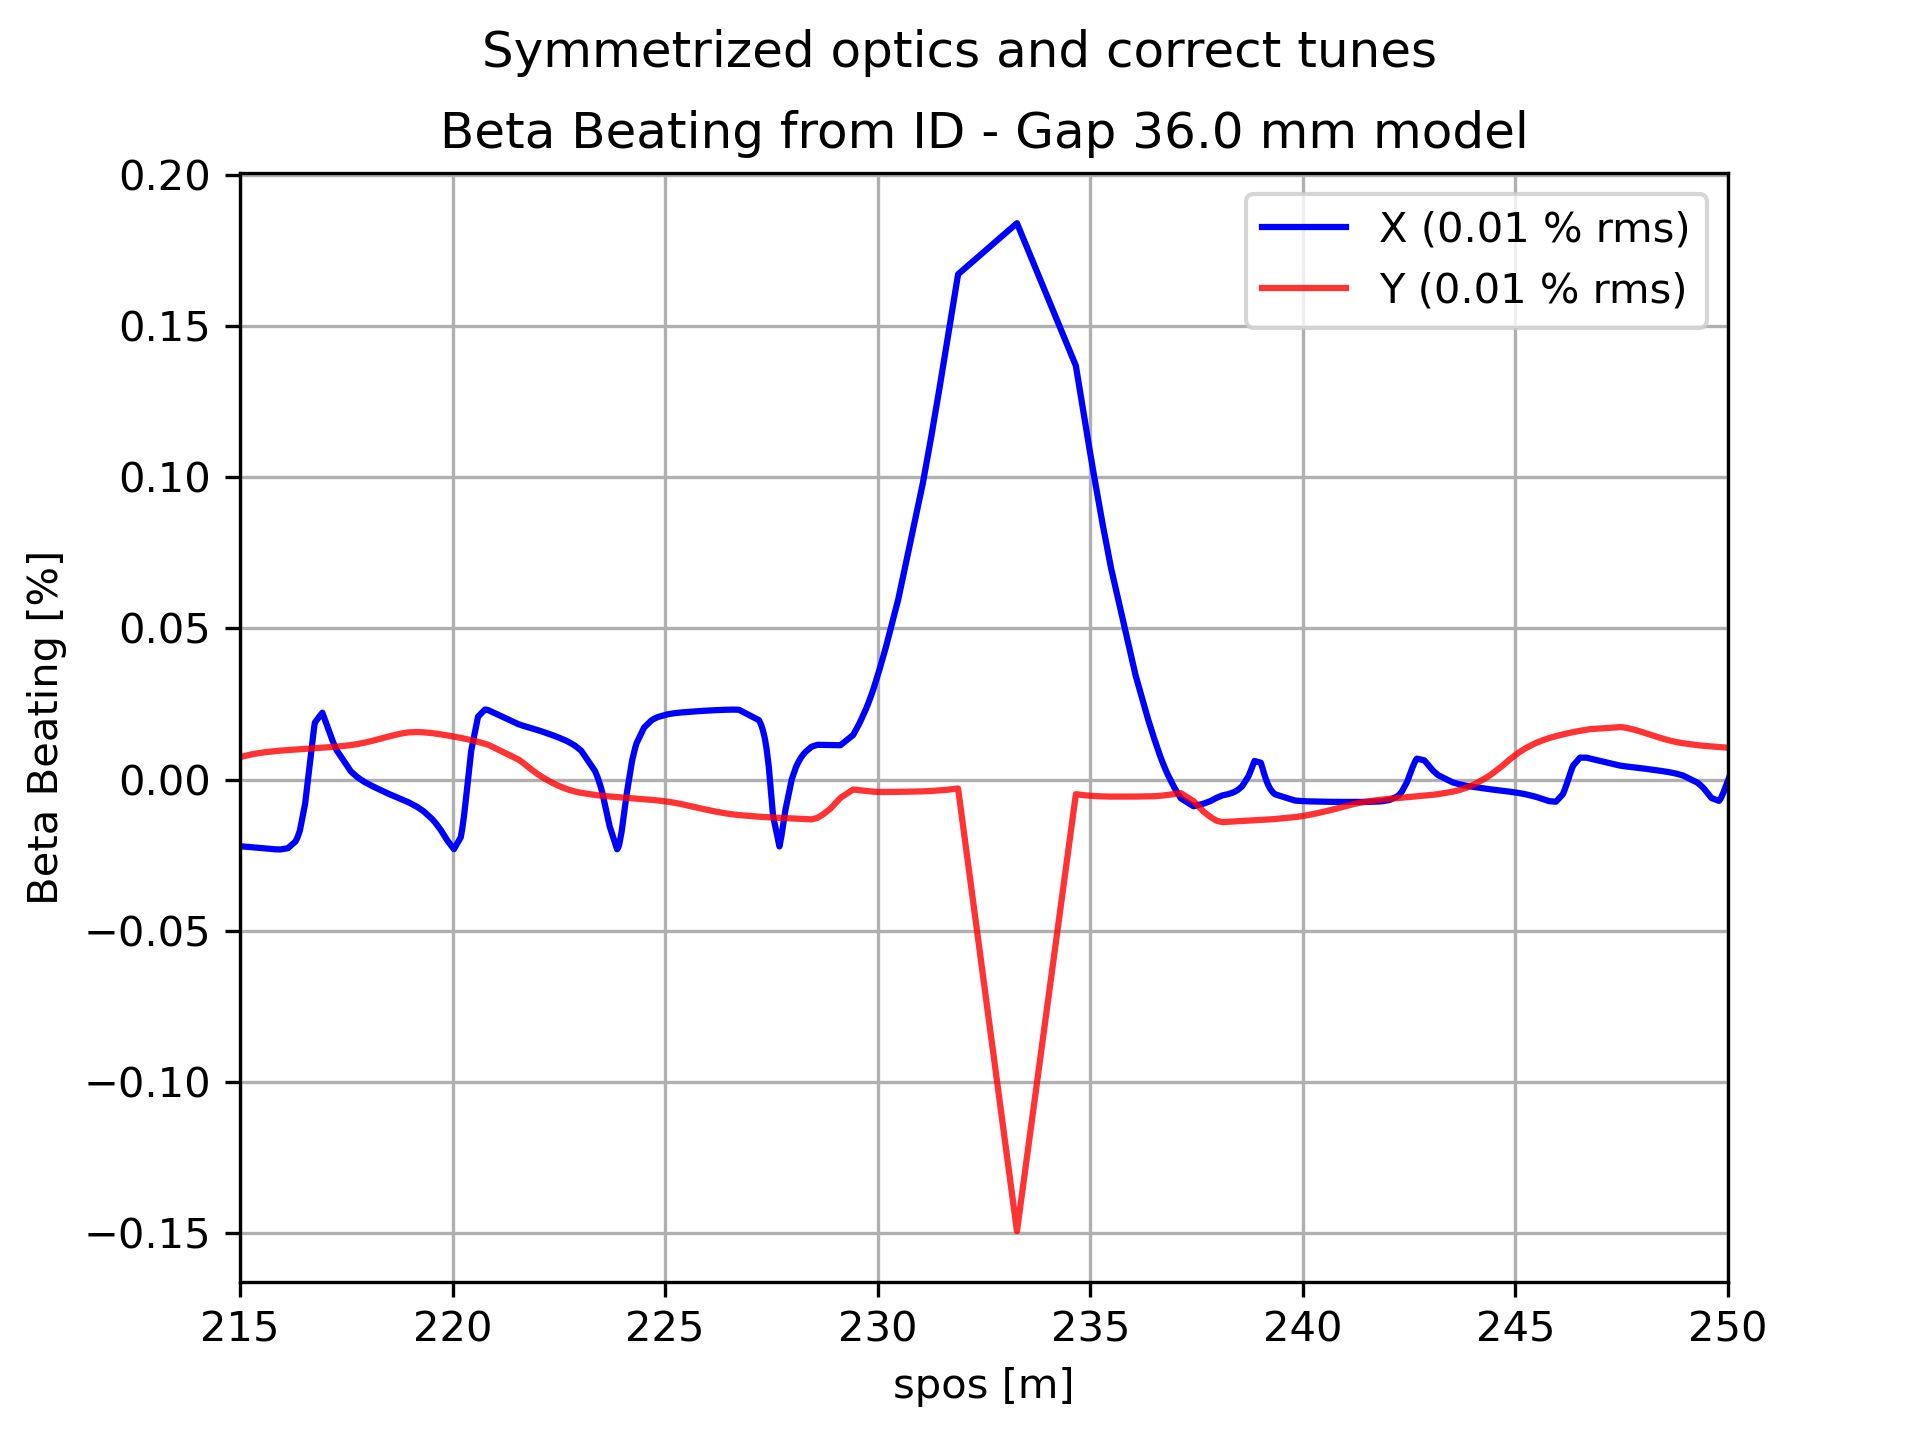 Symmetrized optics and correct tunes
Beta Beating from ID - Gap 36.0 mm model
0.20
0.15
0.10
0.05
0.00
−0.05
−0.10
−0.15
Beta Beating [%]
X (0.01 % rms)
Y (0.01 % rms)
215 220 225 230 235 240 245 250
spos [m]